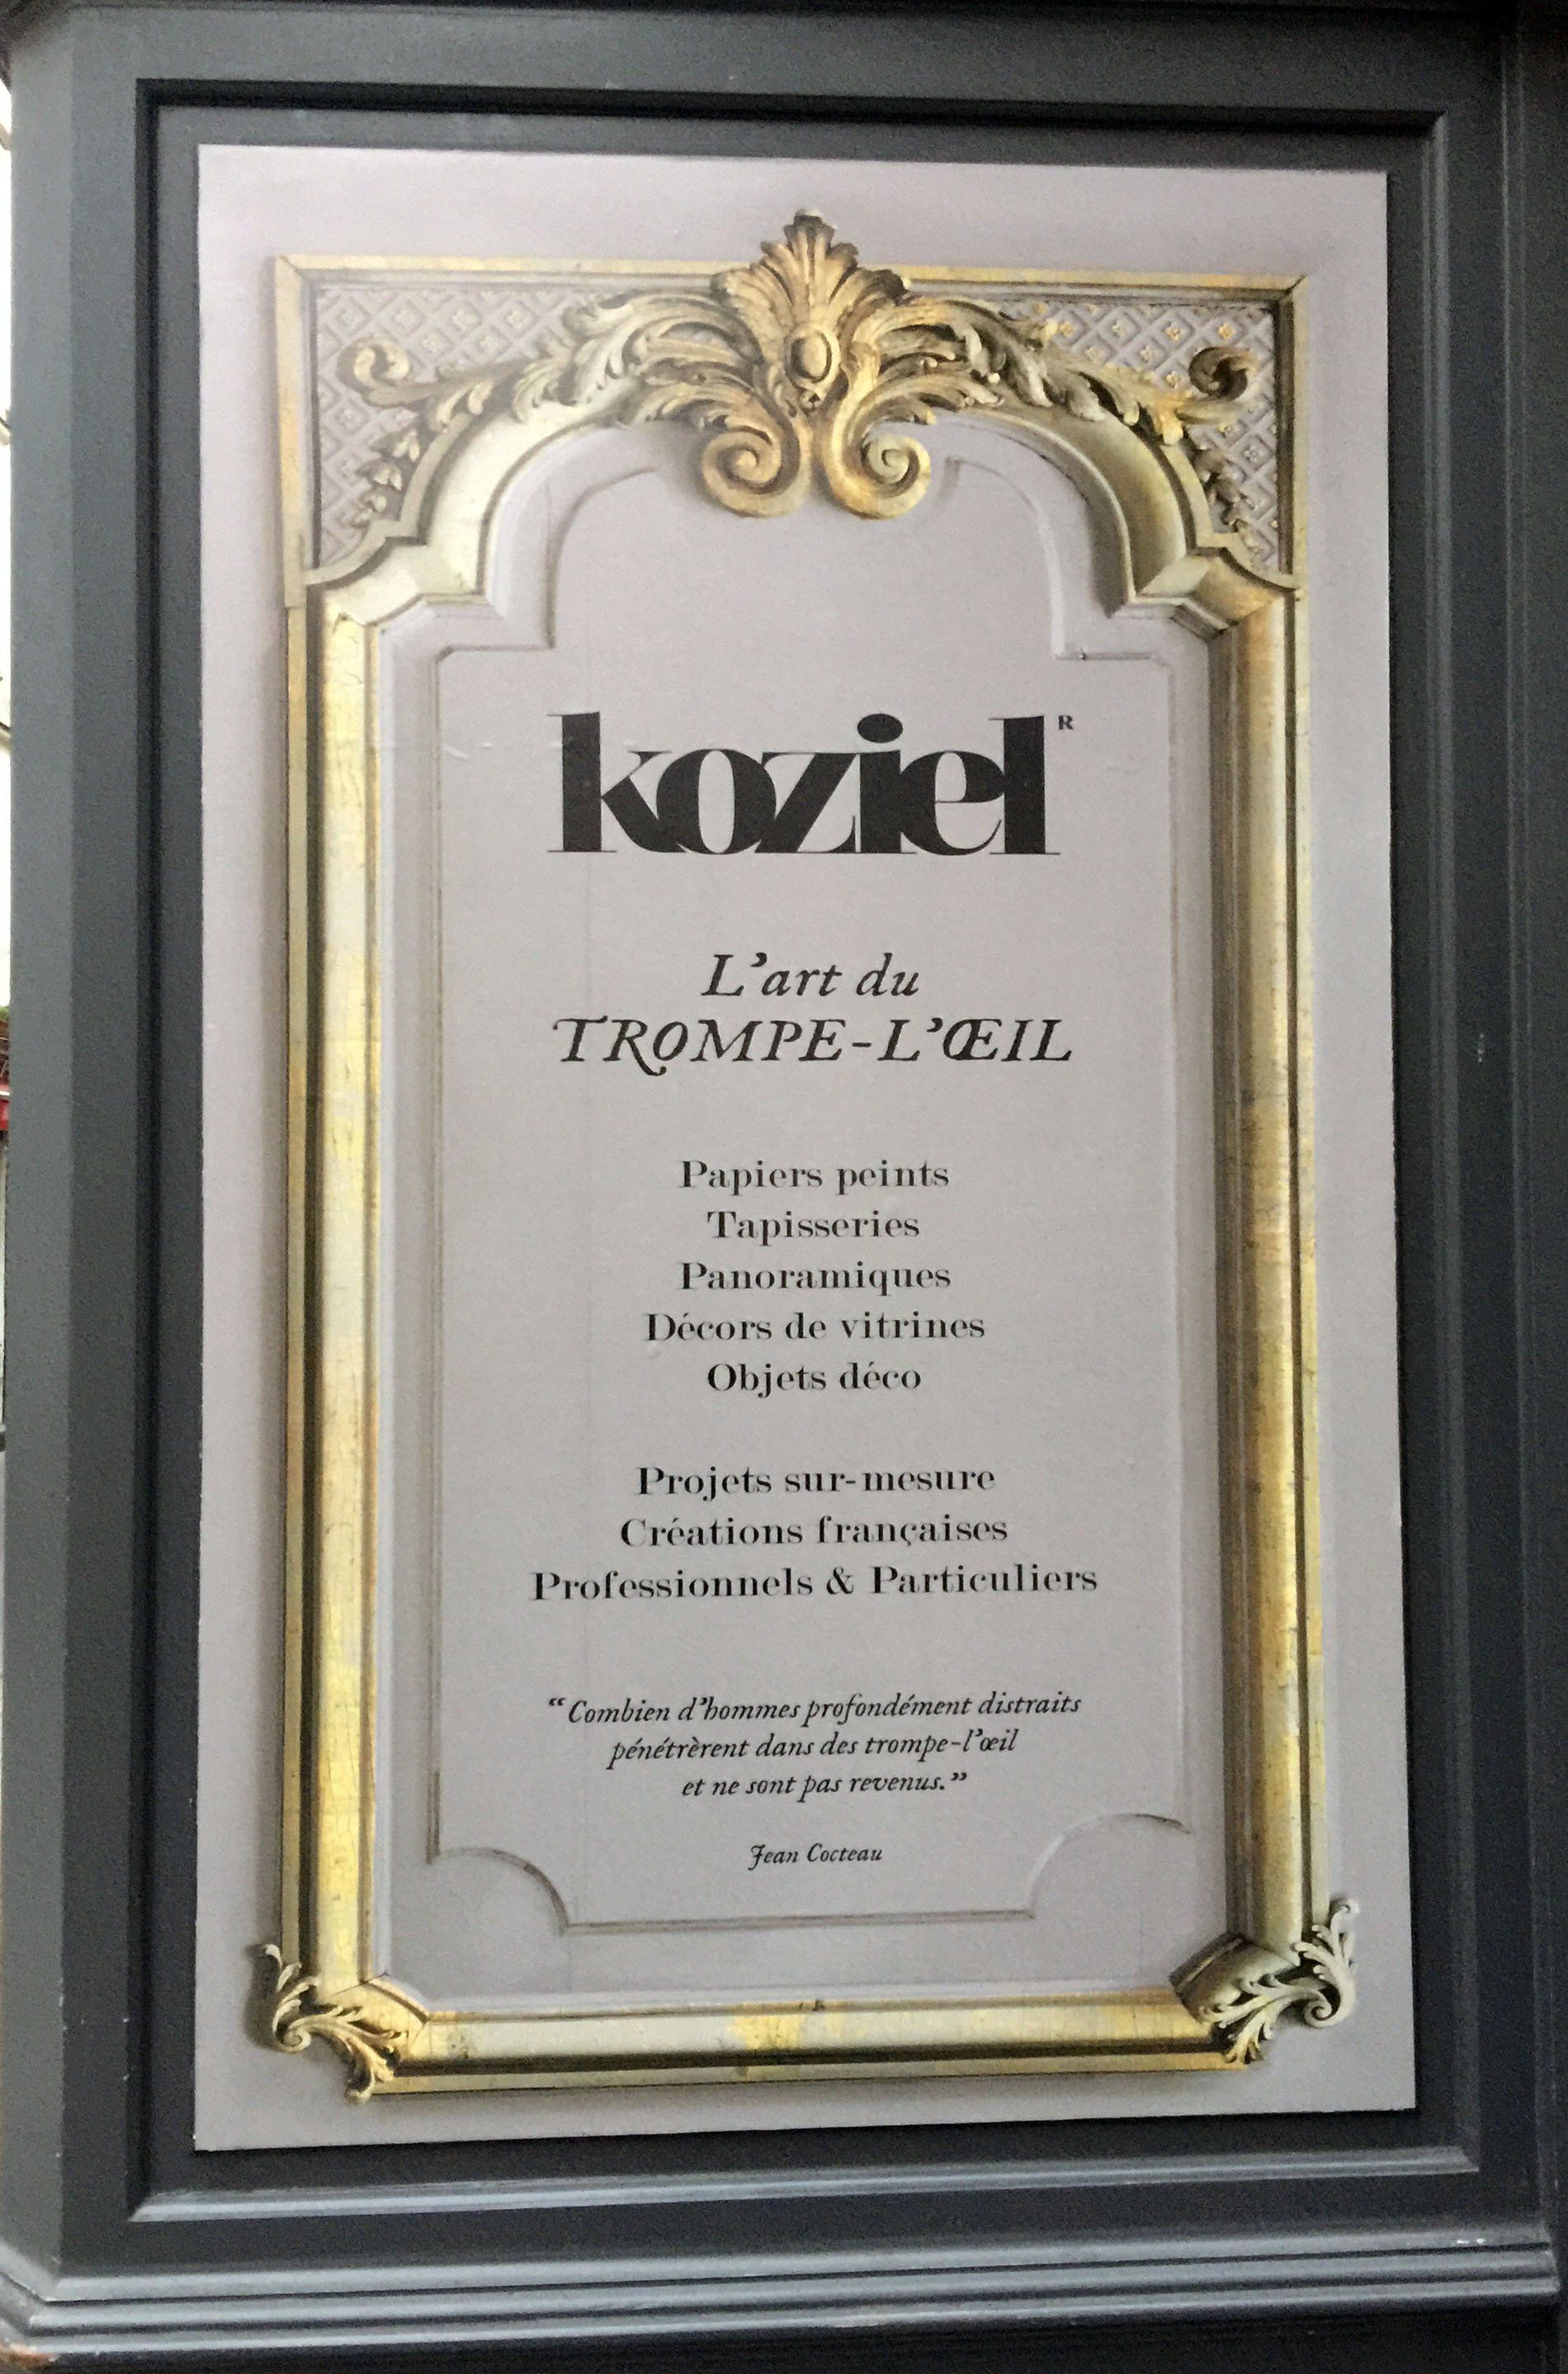 koziel R
L'art du
TROMPE-L'ŒIL
Papiers peints
Tapisseries
Panoramiques
Décors de vitrines
Objets déco
Projets sur-mesure
Créations françaises
Professionnels & Particuliers
“Combien d'hommes profondément distraits
pénétrèrent dans des trompe-l'œil
et ne sont pas revenus.”
Jean Cocteau